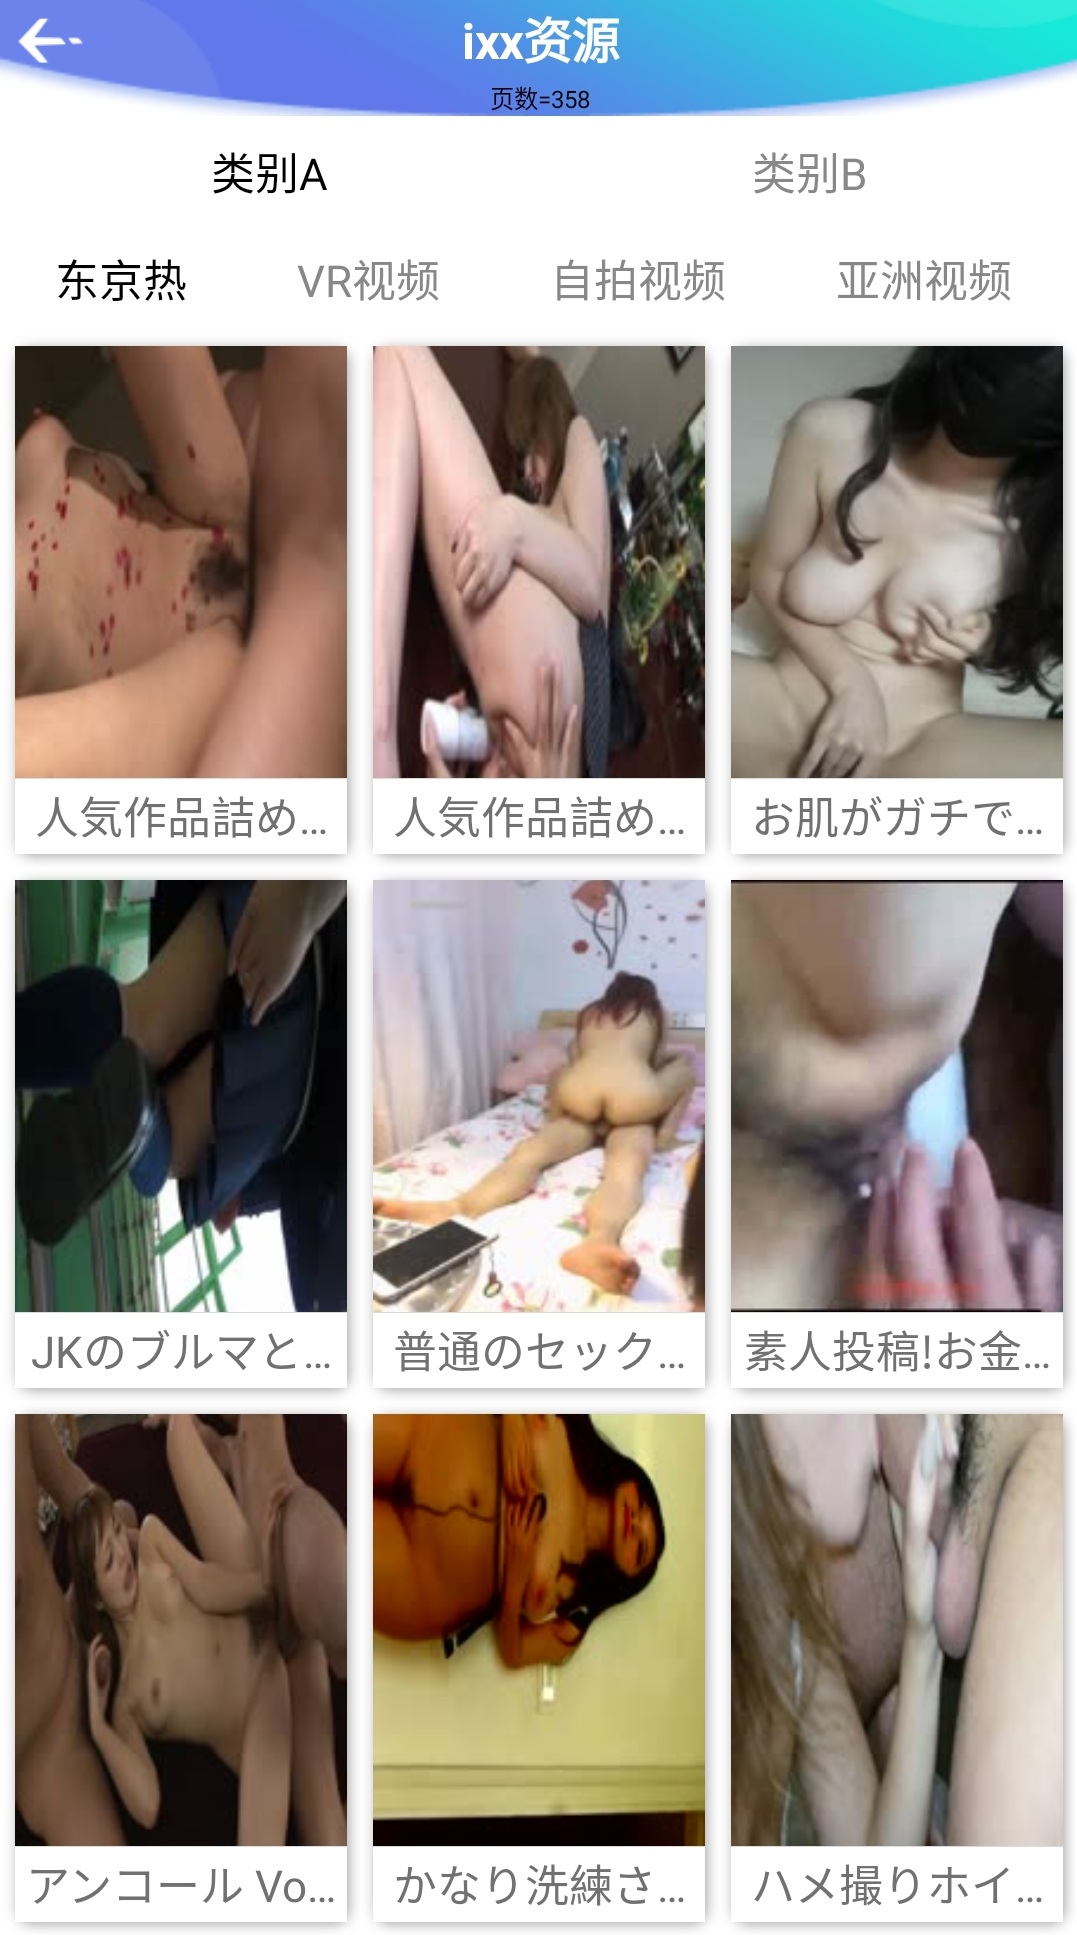 ixx资源
页数=358
类别A 类别B
东京热 VR视频 自拍视频 亚洲视频
人気作品詰め... 人気作品詰め... お肌がガチで...
JKのブルマと... 普通のセック... 素人投稿!お金...
アンコール Vo... かなり洗練さ... ハメ撮りホイ...